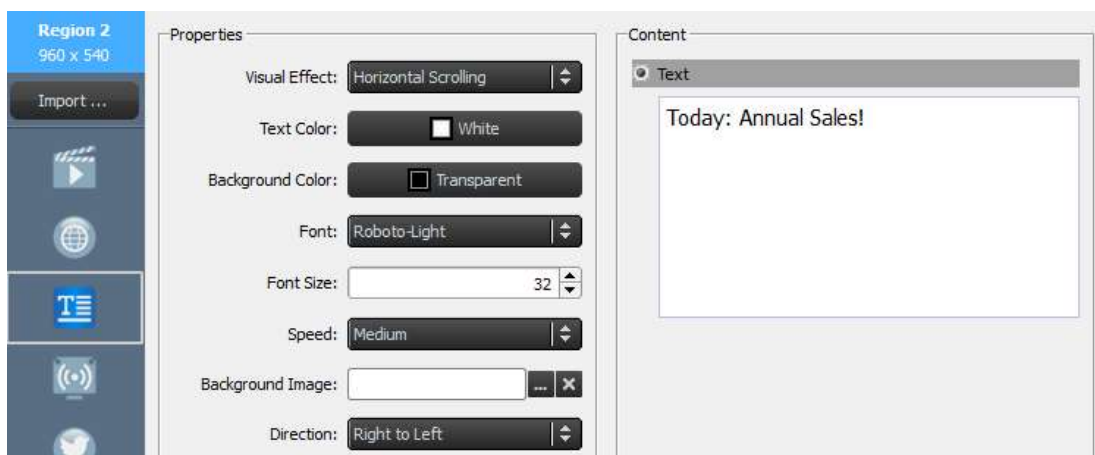 Region 2
960 x 540
Import ...
T
Properties
Visual Effect: Horizontal Scrolling
Text Color: White
Background Color: Transparent
Font: Roboto-Light
Font Size: 32
Speed: Medium
Background Image: ...
Direction: Right to Left
Content
Text
Today: Annual Sales!